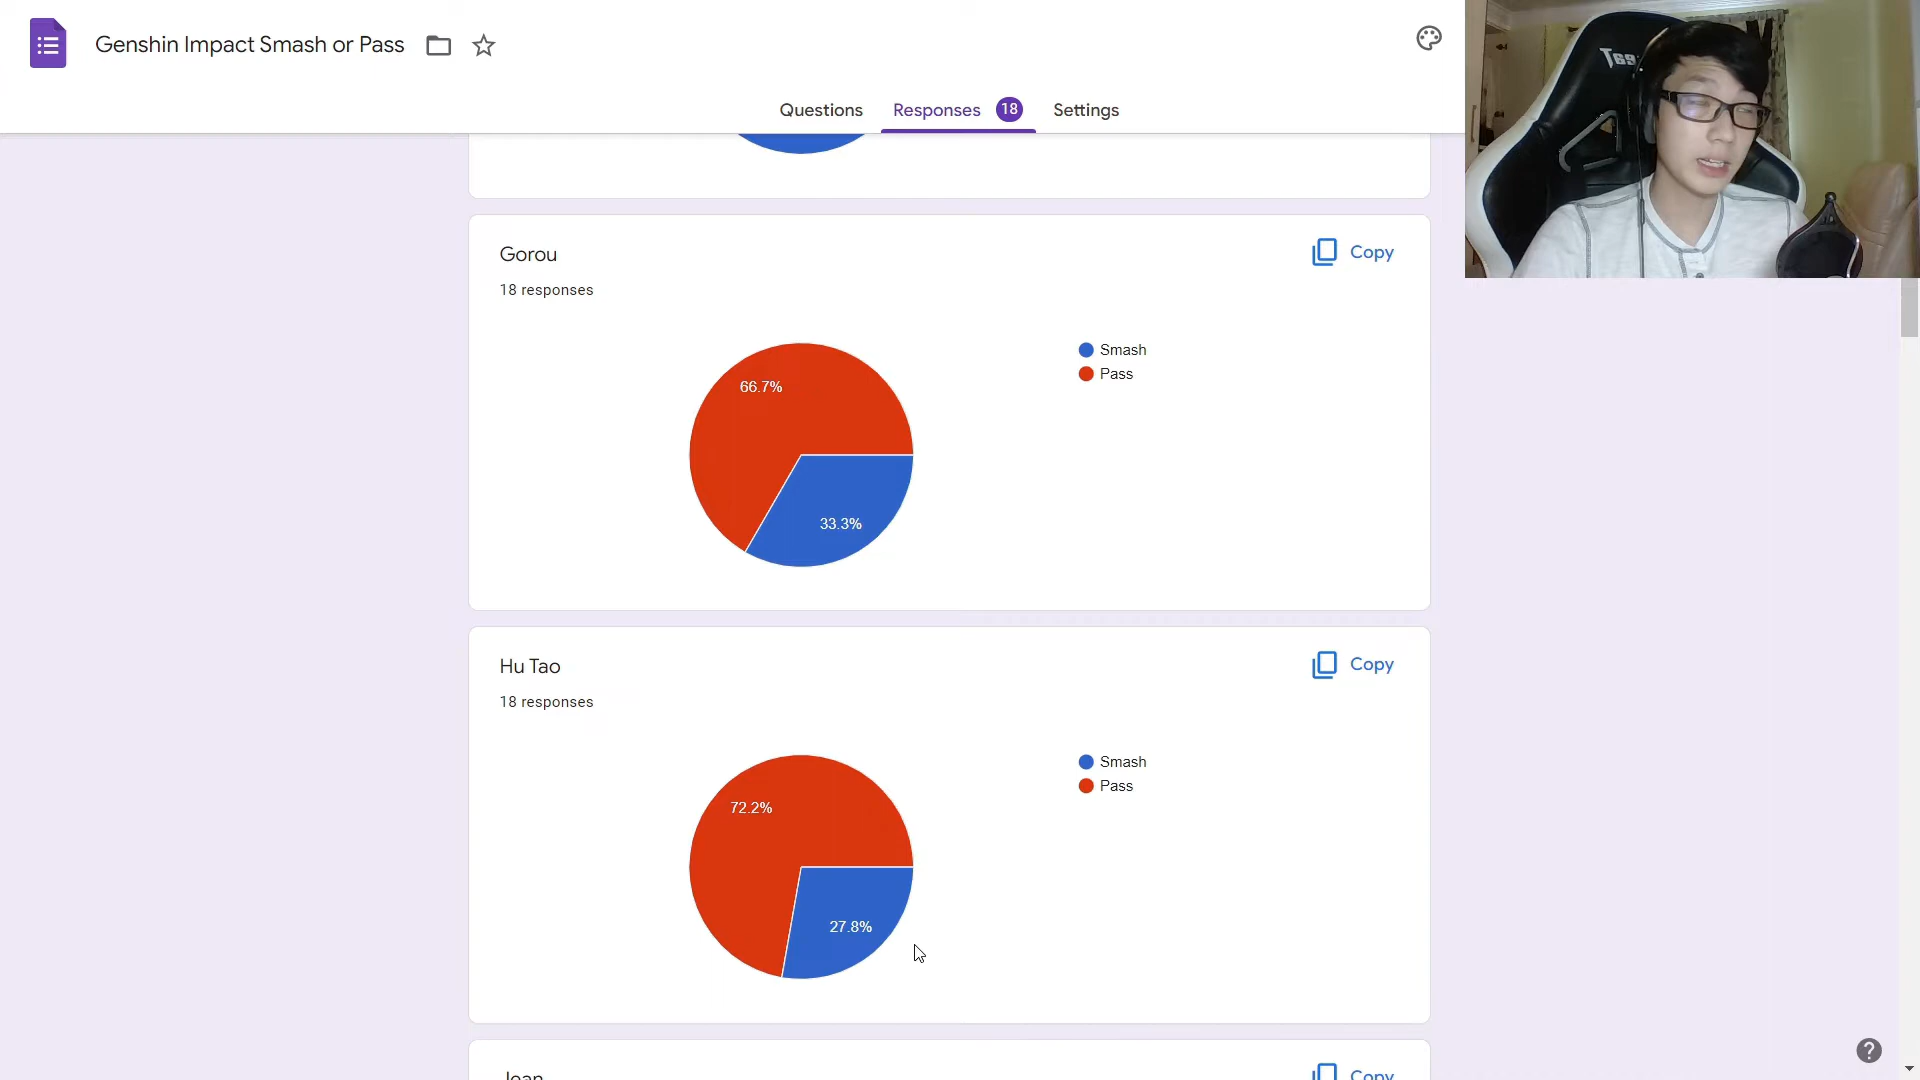 Genshin Impact Smash or Pass
Questions
Responses 18
Settings
Gorou
Copy
18 responses
Smash
Pass
66.7%
33.3%
Hu Tao
Copy
18 responses
Smash
Pass
72.2%
27.8%
Jean
Copy